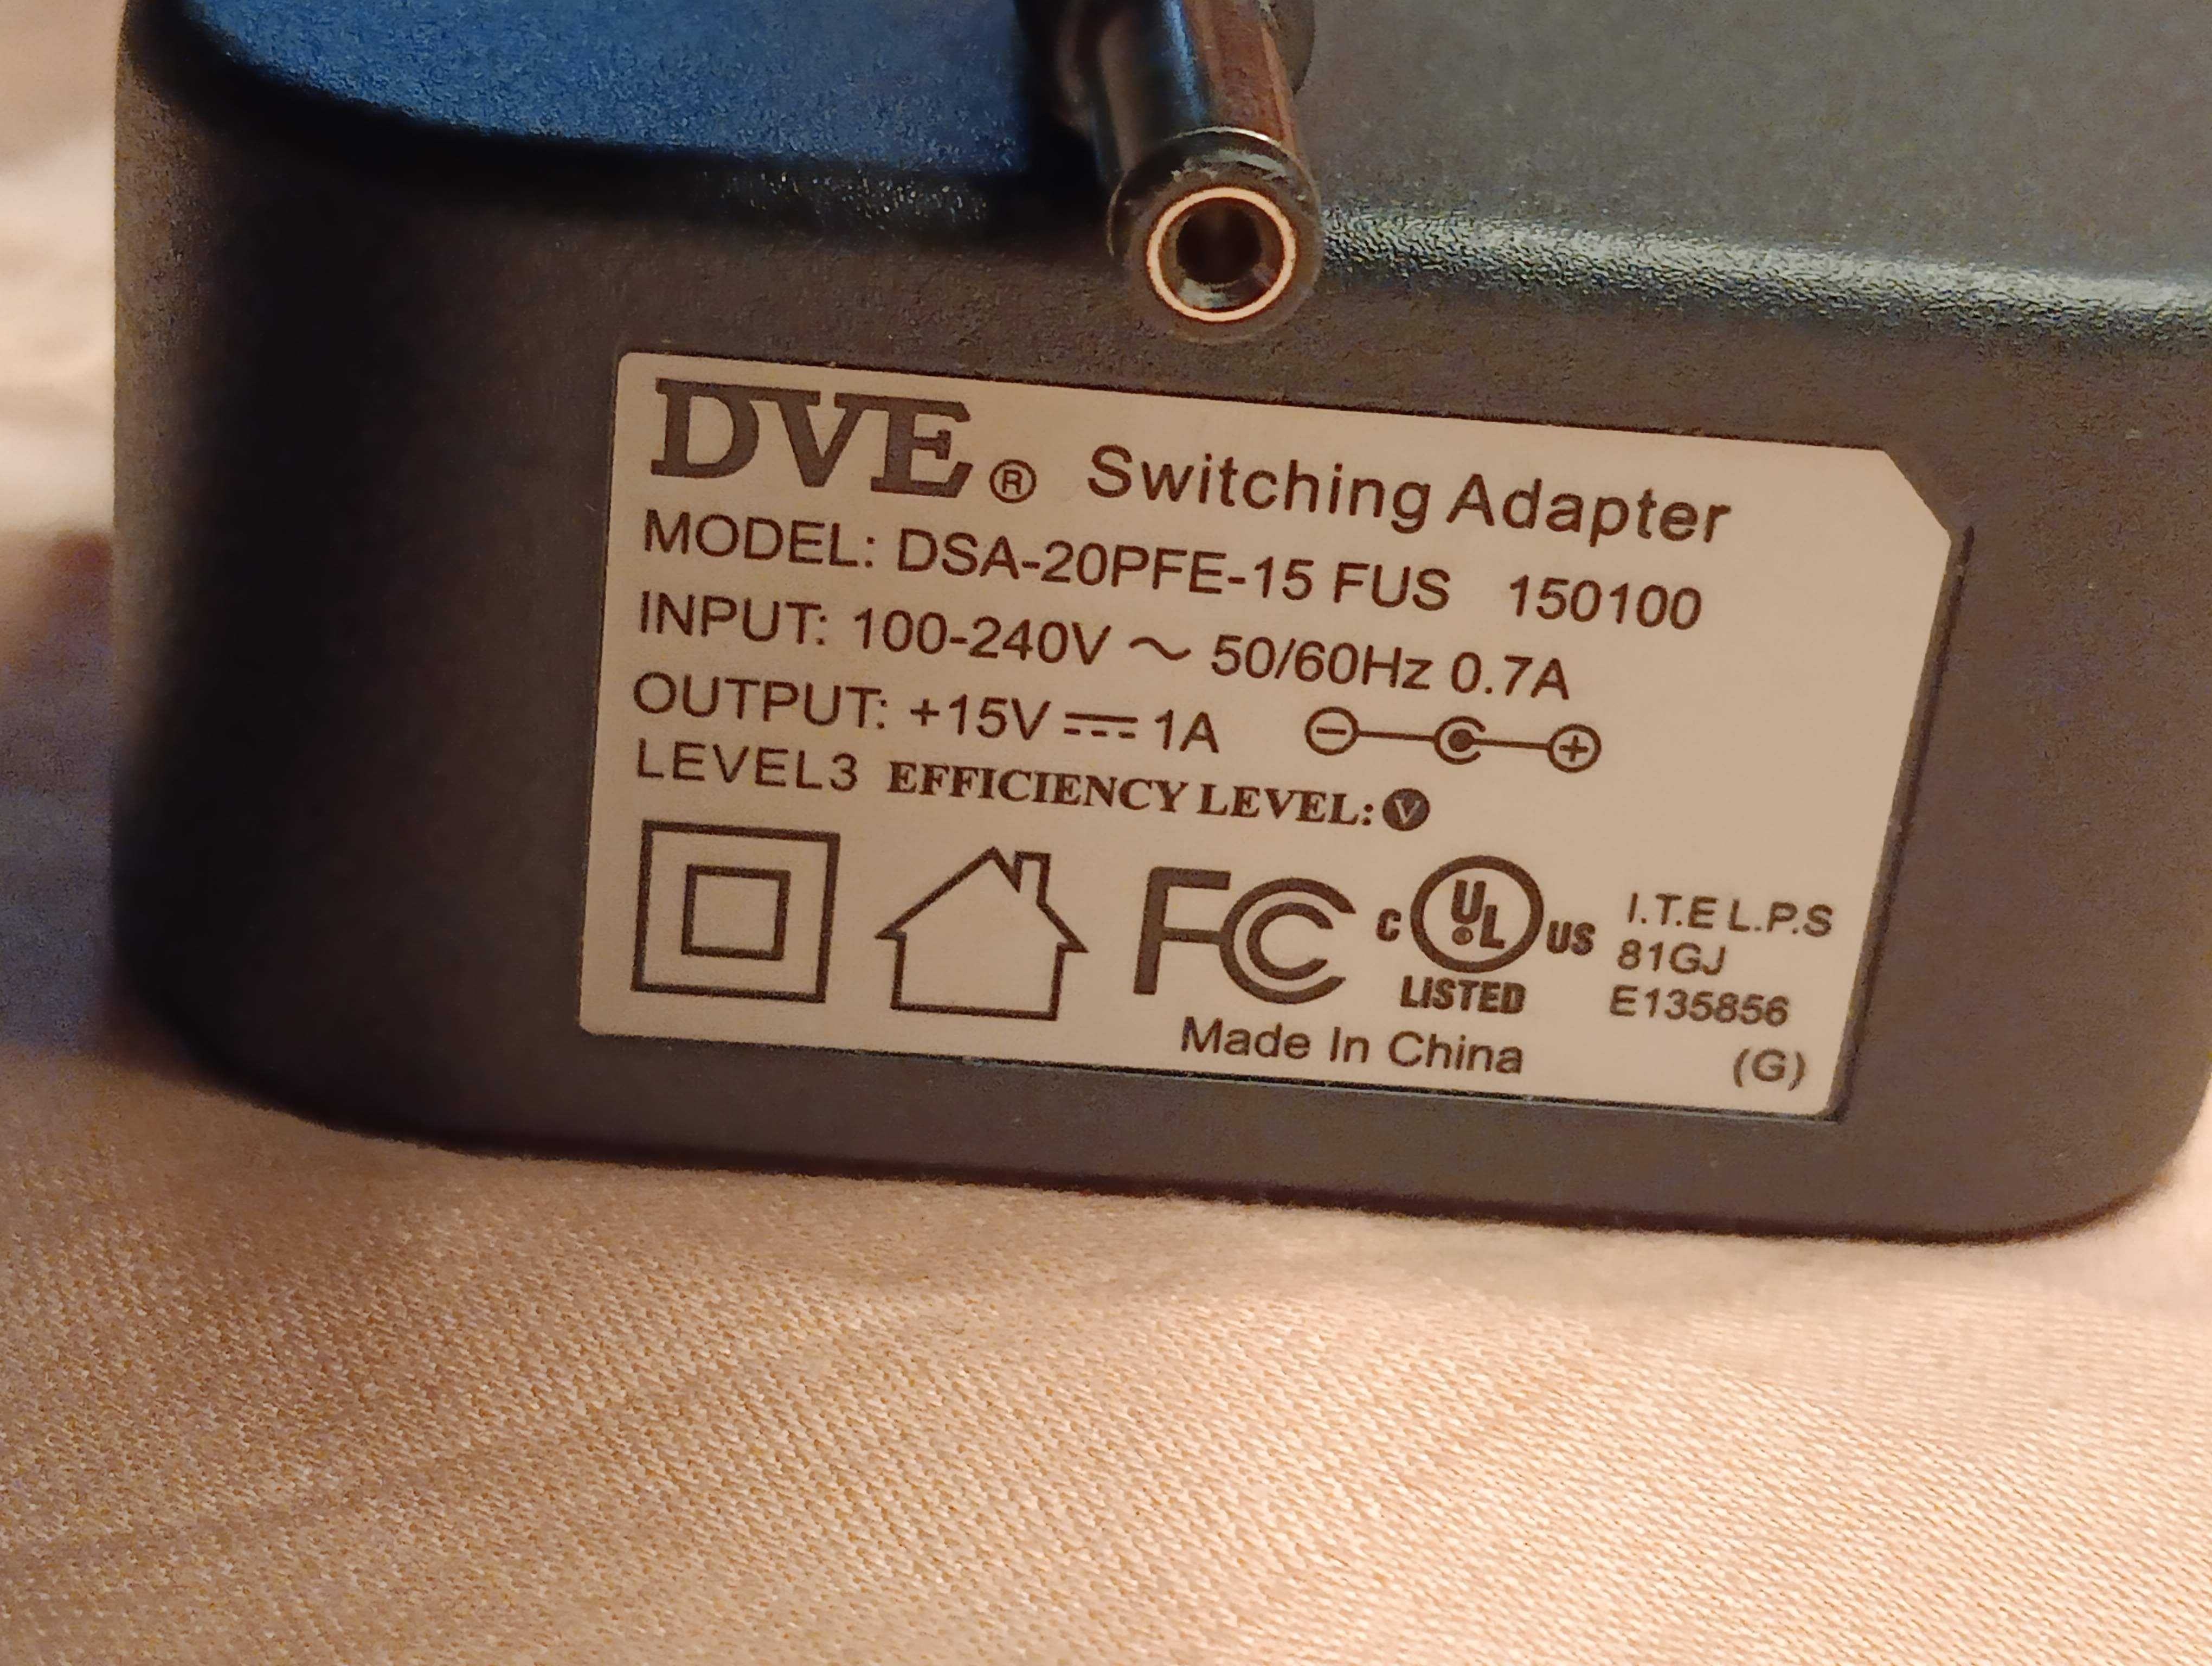 DVE® Switching Adapter
MODEL: DSA-20PFE-15 FUS 150100
INPUT: 100-240V ~ 50/60Hz 0.7A
OUTPUT: +15V ⎓ 1A
LEVEL3 EFFICIENCY LEVEL: V
FC C UL US I.T.E L.P.S
81GJ
LISTED E135856
Made In China (G)